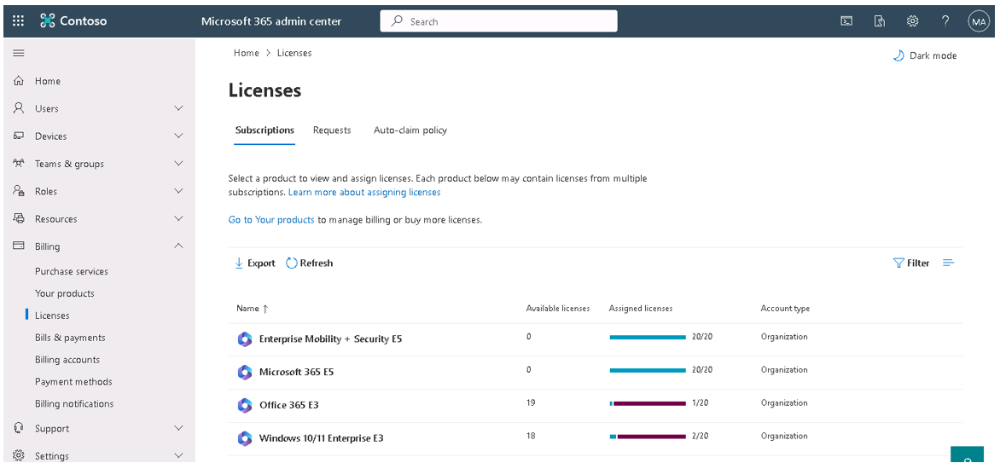 Contoso
Microsoft 365 admin center
Search
?
MA
Home > Licenses
Dark mode
Home
Users
Devices
Teams & groups
Roles
Resources
Billing
Purchase services
Your products
Licenses
Bills & payments
Billing accounts
Payment methods
Billing notifications
Support
Settings
Licenses
Subscriptions Requests Auto-claim policy
Select a product to view and assign licenses. Each product below may contain licenses from multiple
subscriptions. Learn more about assigning licenses
Go to Your products to manage billing or buy more licenses.
Export Refresh Filter
Name ↑ Available licenses Assigned licenses Account type
Enterprise Mobility + Security E5 0 20/20 Organization
Microsoft 365 E5 0 20/20 Organization
Office 365 E3 19 1/20 Organization
Windows 10/11 Enterprise E3 18 2/20 Organization